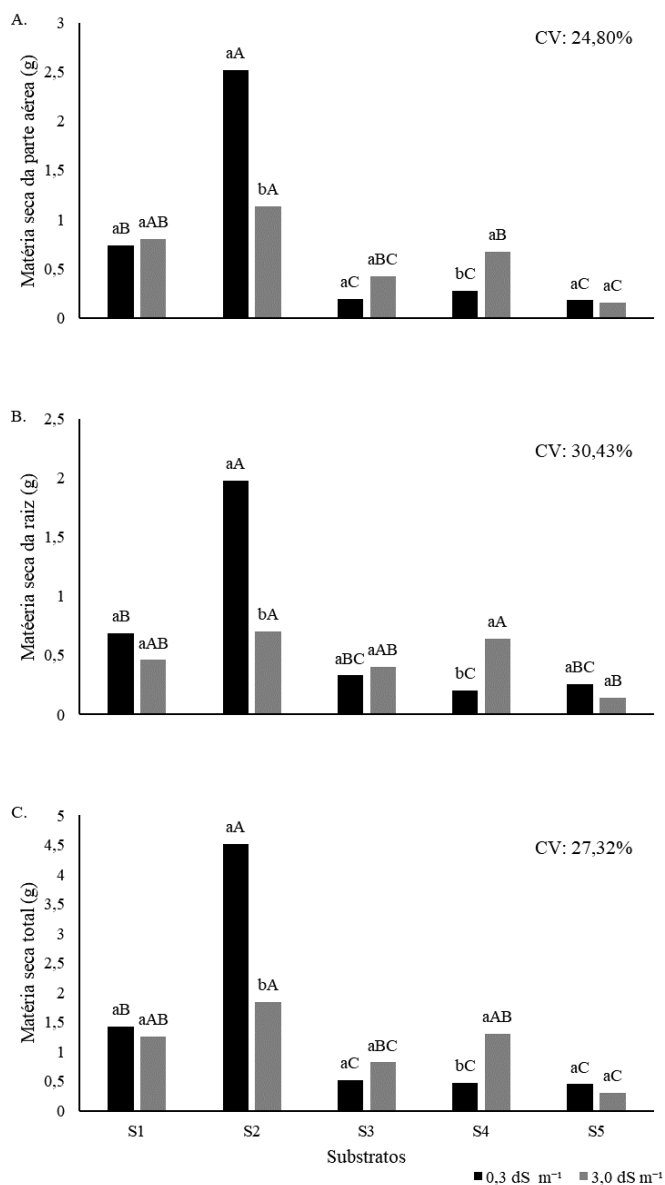 A.
CV: 24,80%
Matéria seca da parte aérea (g)
3
2,5
2
1,5
1
0,5
0
aB aAB aA bA aC aBC bC aB aC aC
B.
CV: 30,43%
Matéeria seca da raiz (g)
2,5
2
1,5
1
0,5
0
aB aAB aA bA aBC aAB bC aA aBC aB
C.
CV: 27,32%
Matéria seca total (g)
5
4,5
4
3,5
3
2,5
2
1,5
1
0,5
0
aB aAB aA bA aC aBC bC aAB aC aC
S1 S2 S3 S4 S5
Substratos
0,3 dS m⁻¹ 3,0 dS m⁻¹